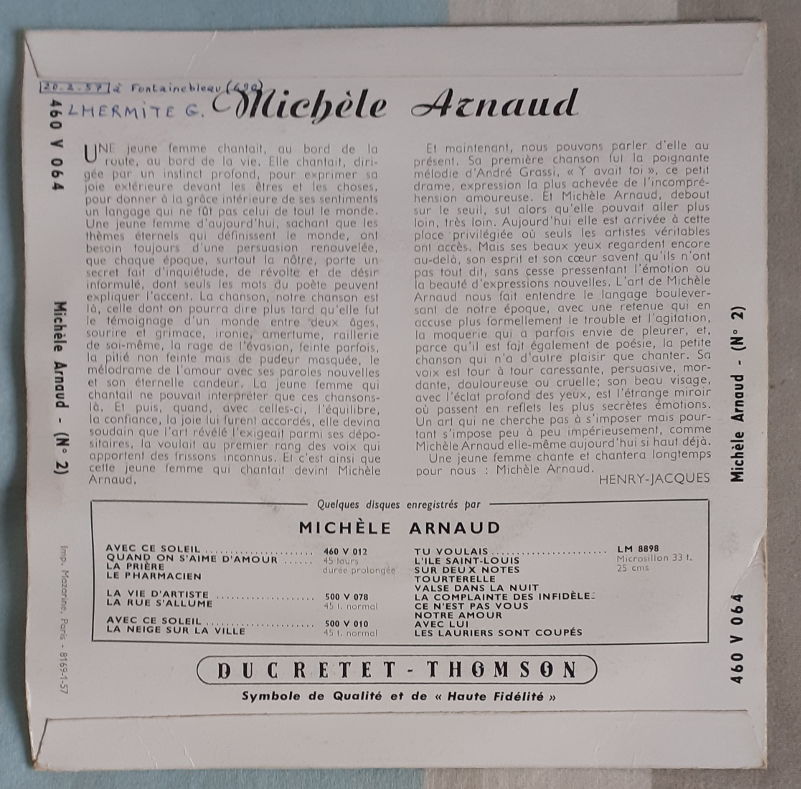 20.2.57 à Fontainebleau (490)
LHERMITE G.
Michèle Arnaud
460 V 064
Michèle Arnaud - (N° 2)
Imp. Mazarine, Paris - 8169-1-57
UNE jeune femme chantait, au bord de la
route, au bord de la vie. Elle chantait, diri-
gée par un instinct profond, pour exprimer sa
joie extérieure devant les êtres et les choses,
pour donner à la grâce intérieure de ses sentiments
un langage qui ne fût pas celui de tout le monde.
Une jeune femme d'aujourd'hui, sachant que les
thèmes éternels qui définissent le monde, ont
besoin toujours d'une persuasion renouvelée,
que chaque époque, surtout la nôtre, porte un
secret fait d'inquiétude, de révolte et de désir
informulé, dont seuls les mots du poète peuvent
expliquer l'accent. La chanson, notre chanson est
là, celle dont on pourra dire plus tard qu'elle fut
le témoignage d'un monde entre deux âges,
sourire et grimace, ironie, amertume, raillerie
de soi-même, la rage de l'évasion, feinte parfois,
la pitié non feinte mais de pudeur masquée, le
mélodrame de l'amour avec ses paroles nouvelles
et son éternelle candeur. La jeune femme qui
chantait ne pouvait interpréter que ces chansons-
là. Et puis, quand, avec celles-ci, l'équilibre,
la confiance, la joie lui furent accordés, elle devina
soudain que l'art révélé l'exigeait parmi ses dépo-
sitaires, la voulait au premier rang des voix qui
apportent des frissons inconnus. Et c'est ainsi que
cette jeune femme qui chantait devint Michèle
Arnaud.
Et maintenant, nous pouvons parler d'elle au
présent. Sa première chanson fut la poignante
mélodie d'André Grassi, « Y avait toi », ce petit
drame, expression la plus achevée de l'incompré-
hension amoureuse. Et Michèle Arnaud, debout
sur le seuil, sut alors qu'elle pouvait aller plus
loin, très loin. Aujourd'hui elle est arrivée à cette
place privilégiée où seuls les artistes véritables
ont accès. Mais ses beaux yeux regardent encore
au-delà, son esprit et son cœur savent qu'ils n'ont
pas tout dit, sans cesse pressentant l'émotion ou
la beauté d'expressions nouvelles. L'art de Michèle
Arnaud nous fait entendre le langage boulever-
sant de notre époque, avec une retenue qui en
accuse plus formellement le trouble et l'agitation,
la moquerie qui a parfois envie de pleurer, et,
parce qu'il est fait également de poésie, la petite
chanson qui n'a d'autre plaisir que chanter. Sa
voix est tour à tour caressante, persuasive, mor-
dante, douloureuse ou cruelle; son beau visage,
avec l'éclat profond des yeux, est l'étrange miroir
où passent en reflets les plus secrètes émotions.
Un art qui ne cherche pas à s'imposer mais pour-
tant s'impose peu à peu impérieusement, comme
Michèle Arnaud elle-même aujourd'hui si haut déjà.
Une jeune femme chante et chantera longtemps
pour nous : Michèle Arnaud.
HENRY-JACQUES
Michèle Arnaud - (N° 2)
460 V 064
Quelques disques enregistrés par
MICHÈLE ARNAUD
AVEC CE SOLEIL .................... 460 V 012
QUAND ON S'AIME D'AMOUR ...... 45 tours
LA PRIÈRE durée prolongée
LE PHARMACIEN
LA VIE D'ARTISTE .................. 500 V 078
LA RUE S'ALLUME 45 t. normal
AVEC CE SOLEIL .................... 500 V 010
LA NEIGE SUR LA VILLE 45 t. normal
TU VOULAIS ...................... LM 8898
L'ILE SAINT-LOUIS Microsillon 33 t.
SUR DEUX NOTES 25 cms
TOURTERELLE
VALSE DANS LA NUIT
LA COMPLAINTE DES INFIDÈLES
CE N'EST PAS VOUS
NOTRE AMOUR
AVEC LUI
LES LAURIERS SONT COUPÉS
DUCRETET-THOMSON
Symbole de Qualité et de « Haute Fidélité »